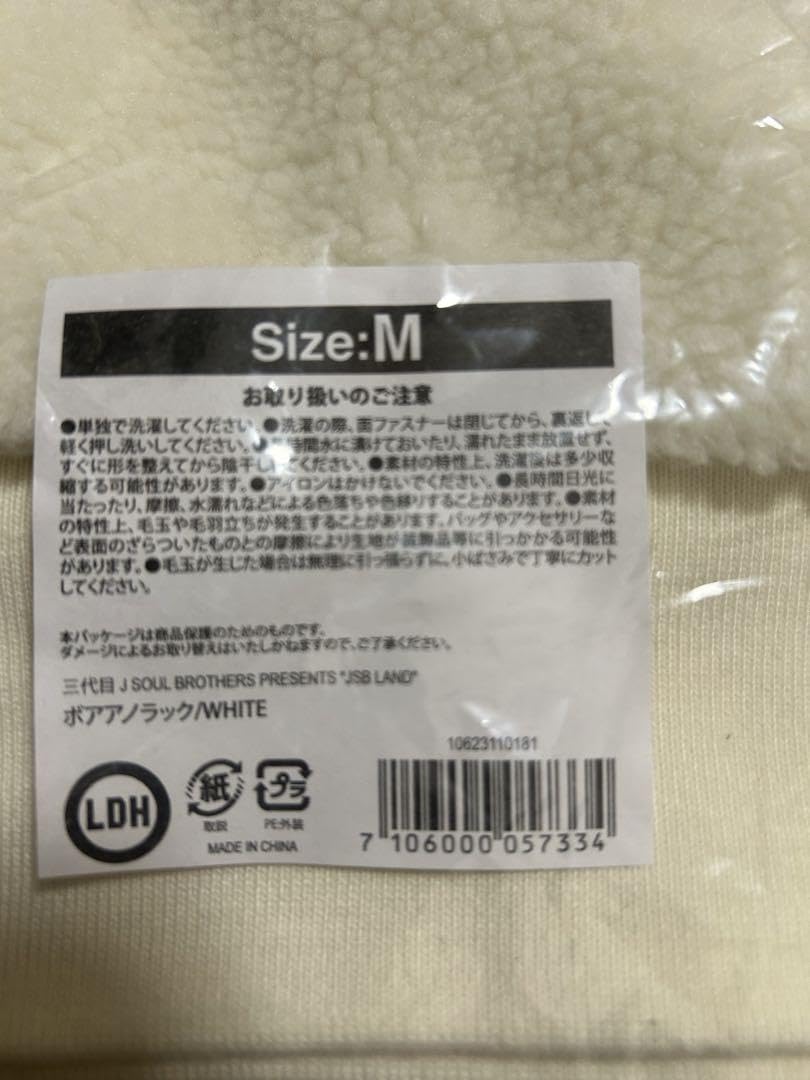 Size:M
お取り扱いのご注意
●単独で洗濯してください。●洗濯の際、面ファスナーは閉じてから、裏返し、
軽く押し洗いしてください。●長時間水に漬けておいたり、濡れたまま放置せず、
すぐに形を整えてから陰干ししてください。●素材の特性上、洗濯後は多少収
縮する可能性があります。●アイロンはかけないでください。●長時間日光に
当たったり、摩擦、水濡れなどによる色落ちや色移りすることがあります。●素材
の特性上、毛玉や毛羽立ちが発生することがあります。バッグやアクセサリーな
ど表面のざらついたものとの摩擦により生地が装飾品等に引っかかる可能性
があります。●毛玉が生じた場合は無理に引っ張らずに、小ばさみで丁寧にカット
してください。
本パッケージは商品保護のためのものです。
ダメージによるお取り替えはいたしかねますので、ご了承ください。
三代目 J SOUL BROTHERS PRESENTS "JSB LAND"
ボアアノラック/WHITE
10623110181
LDH
紙
プラ
取説
PE外装
MADE IN CHINA
7 106000 057334